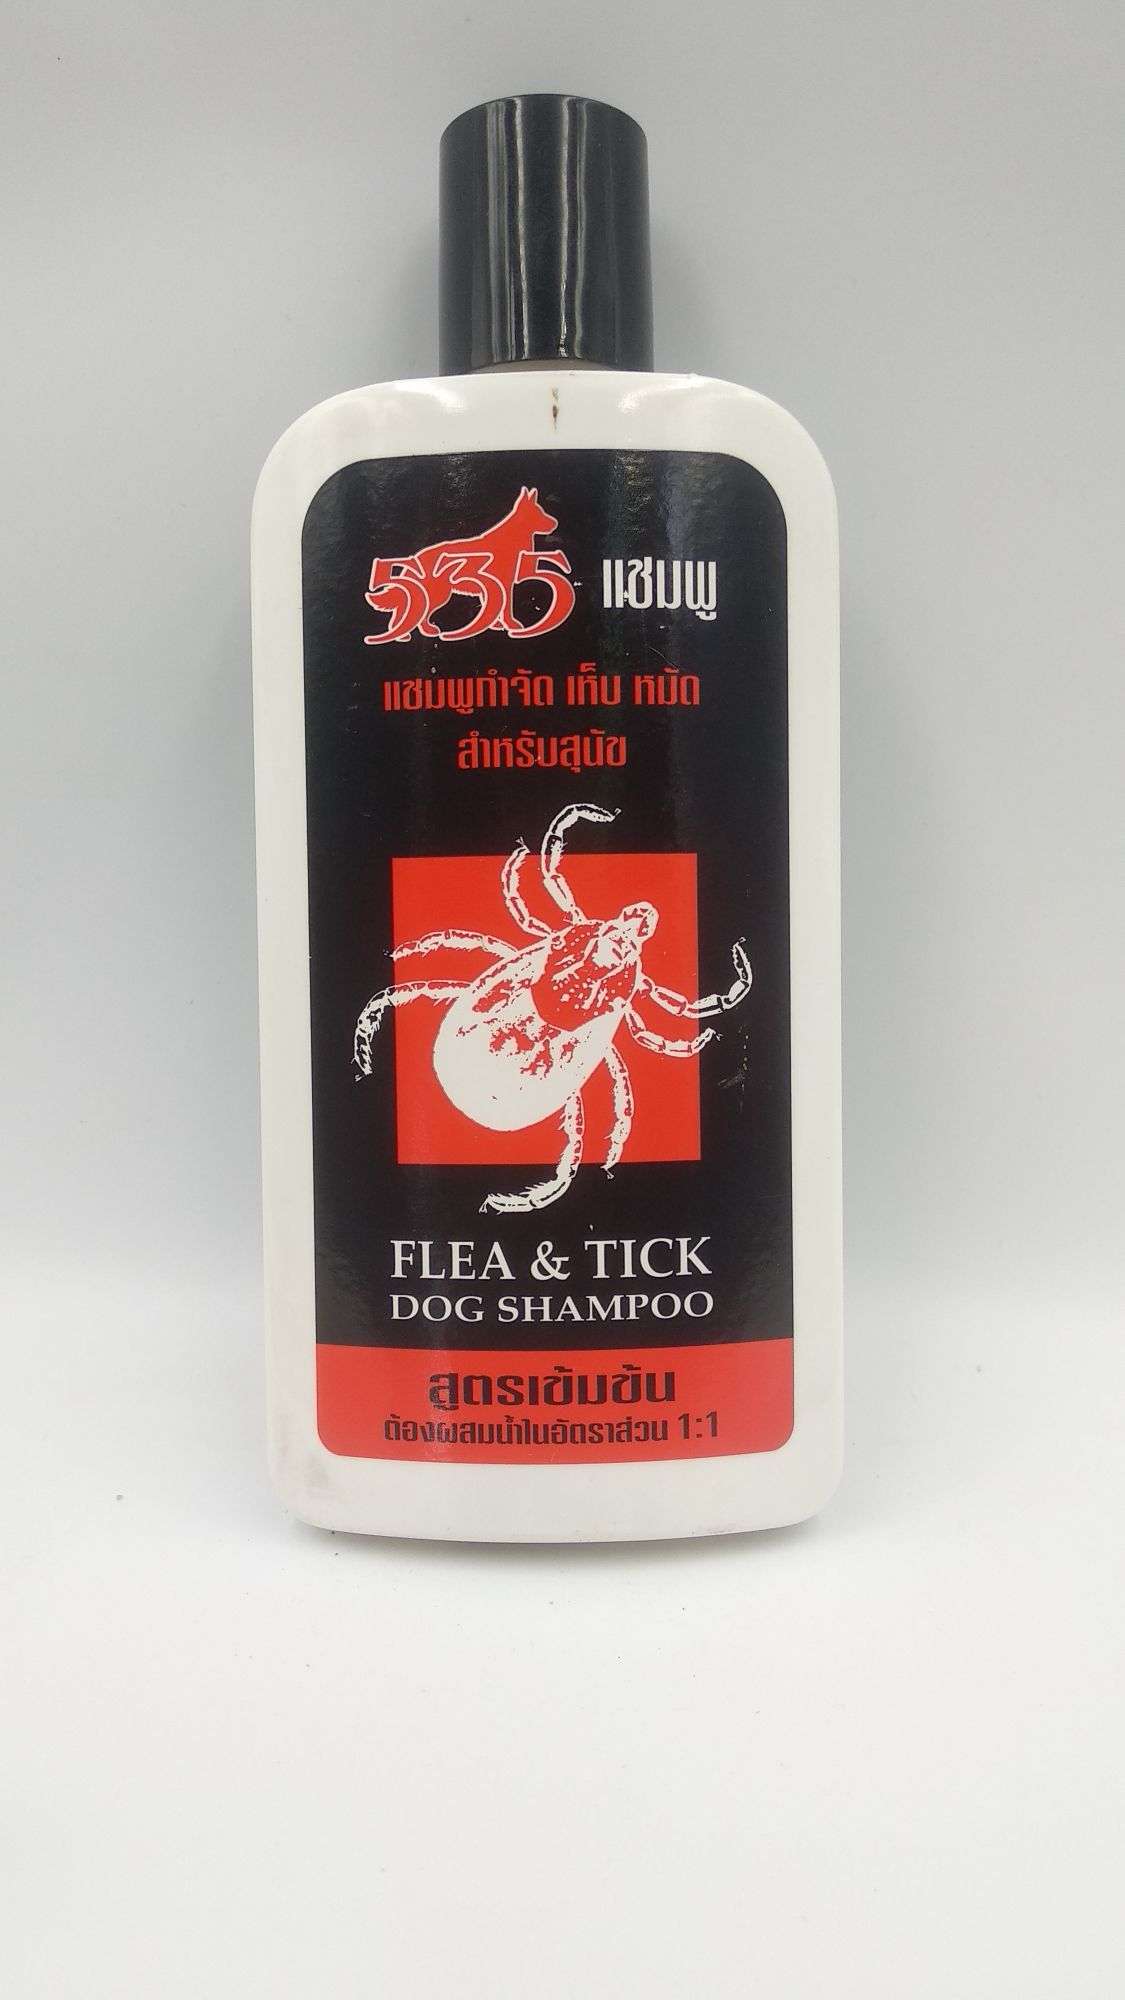 535 แชมพู
แชมพูกำจัด เห็บ หมัด
สำหรับสุนัข
FLEA & TICK
DOG SHAMPOO
สูตรเข้มข้น
ต้องผสมน้ำในอัตราส่วน 1:1